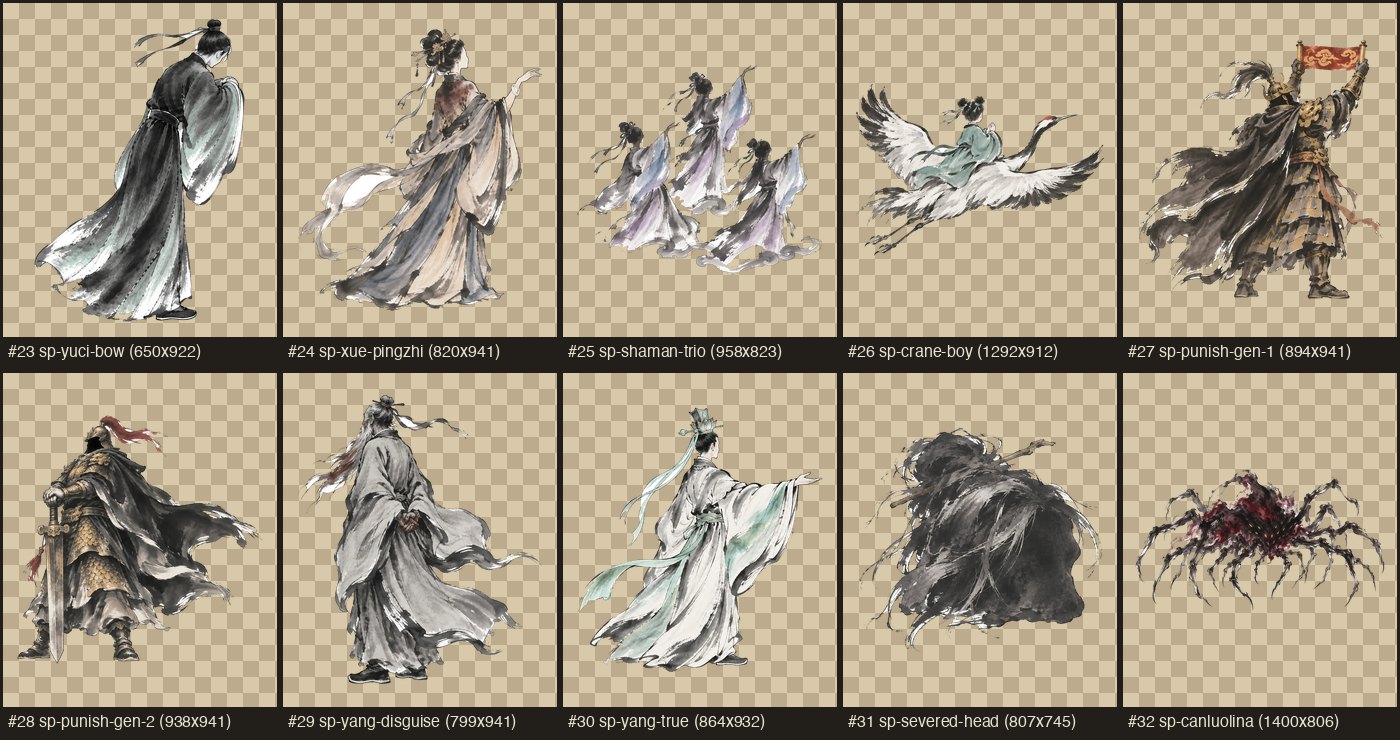 #23 sp-yuci-bow (650x922)
#24 sp-xue-pingzhi (820x941)
#25 sp-shaman-trio (958x823)
#26 sp-crane-boy (1292x912)
#27 sp-punish-gen-1 (894x941)
#28 sp-punish-gen-2 (938x941)
#29 sp-yang-disguise (799x941)
#30 sp-yang-true (864x932)
#31 sp-severed-head (807x745)
#32 sp-canluolina (1400x806)